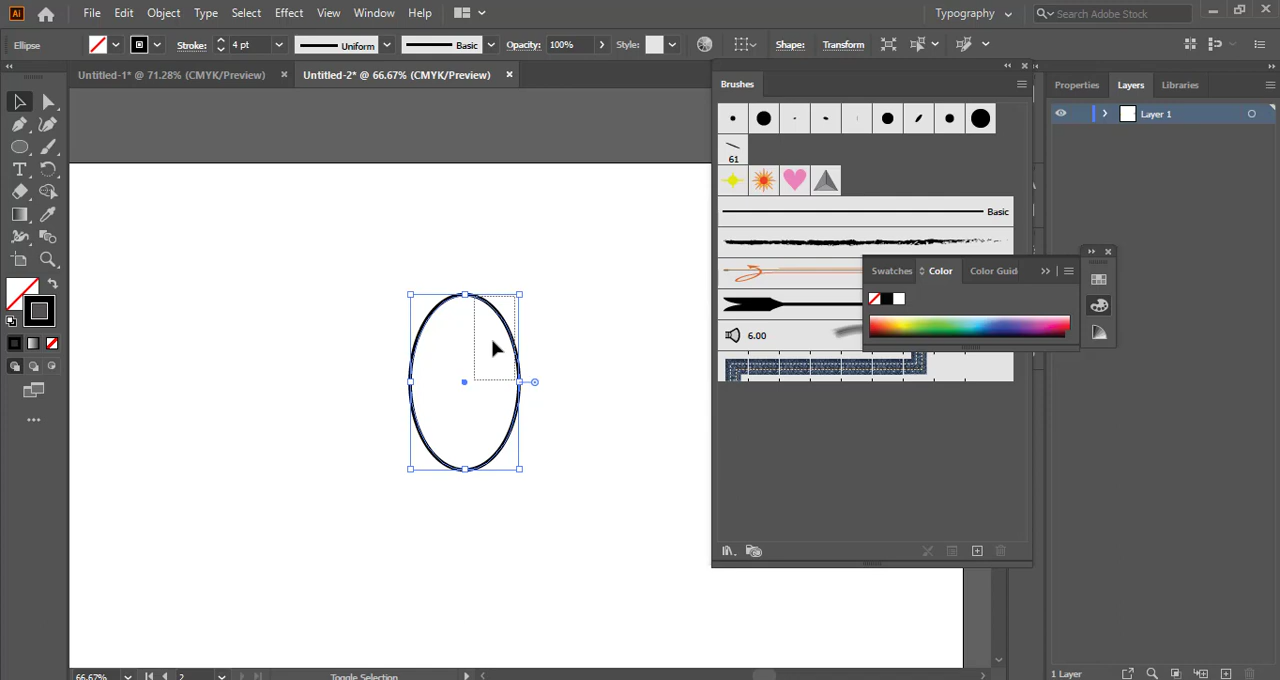 Ai File Edit Object Type Select Effect View Window Help Typography Search Adobe Stock
Ellipse Stroke: 4 pt Uniform Basic Opacity: 100% Style: Shape: Transform
Untitled-1* @ 71.28% (CMYK/Preview) × Untitled-2* @ 66.67% (CMYK/Preview) ×
Brushes
Properties Layers Libraries
Layer 1
61
Basic
Swatches Color Color Guid
6.00
66.67% 2 Toggle Selection
1 Layer